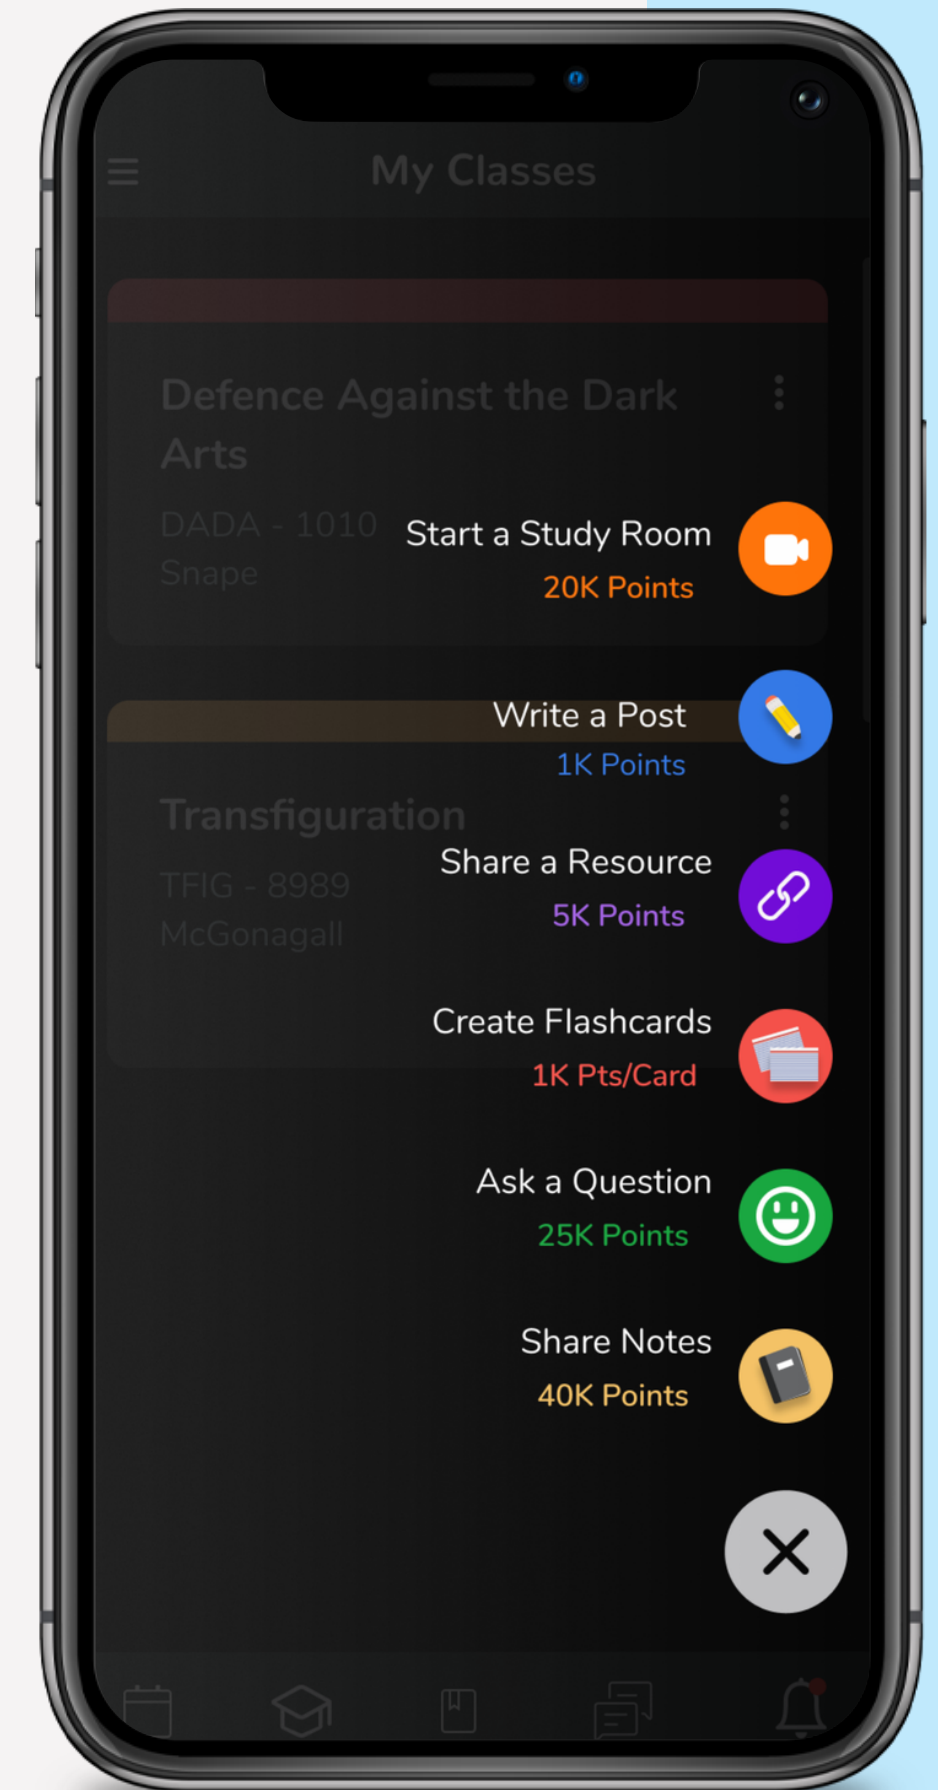 My Classes
Defence Against the Dark
Arts
DADA - 1010
Snape
Start a Study Room
20K Points
Write a Post
1K Points
Transfiguration
TFIG - 8989
McGonagall
Share a Resource
5K Points
Create Flashcards
1K Pts/Card
Ask a Question
25K Points
Share Notes
40K Points